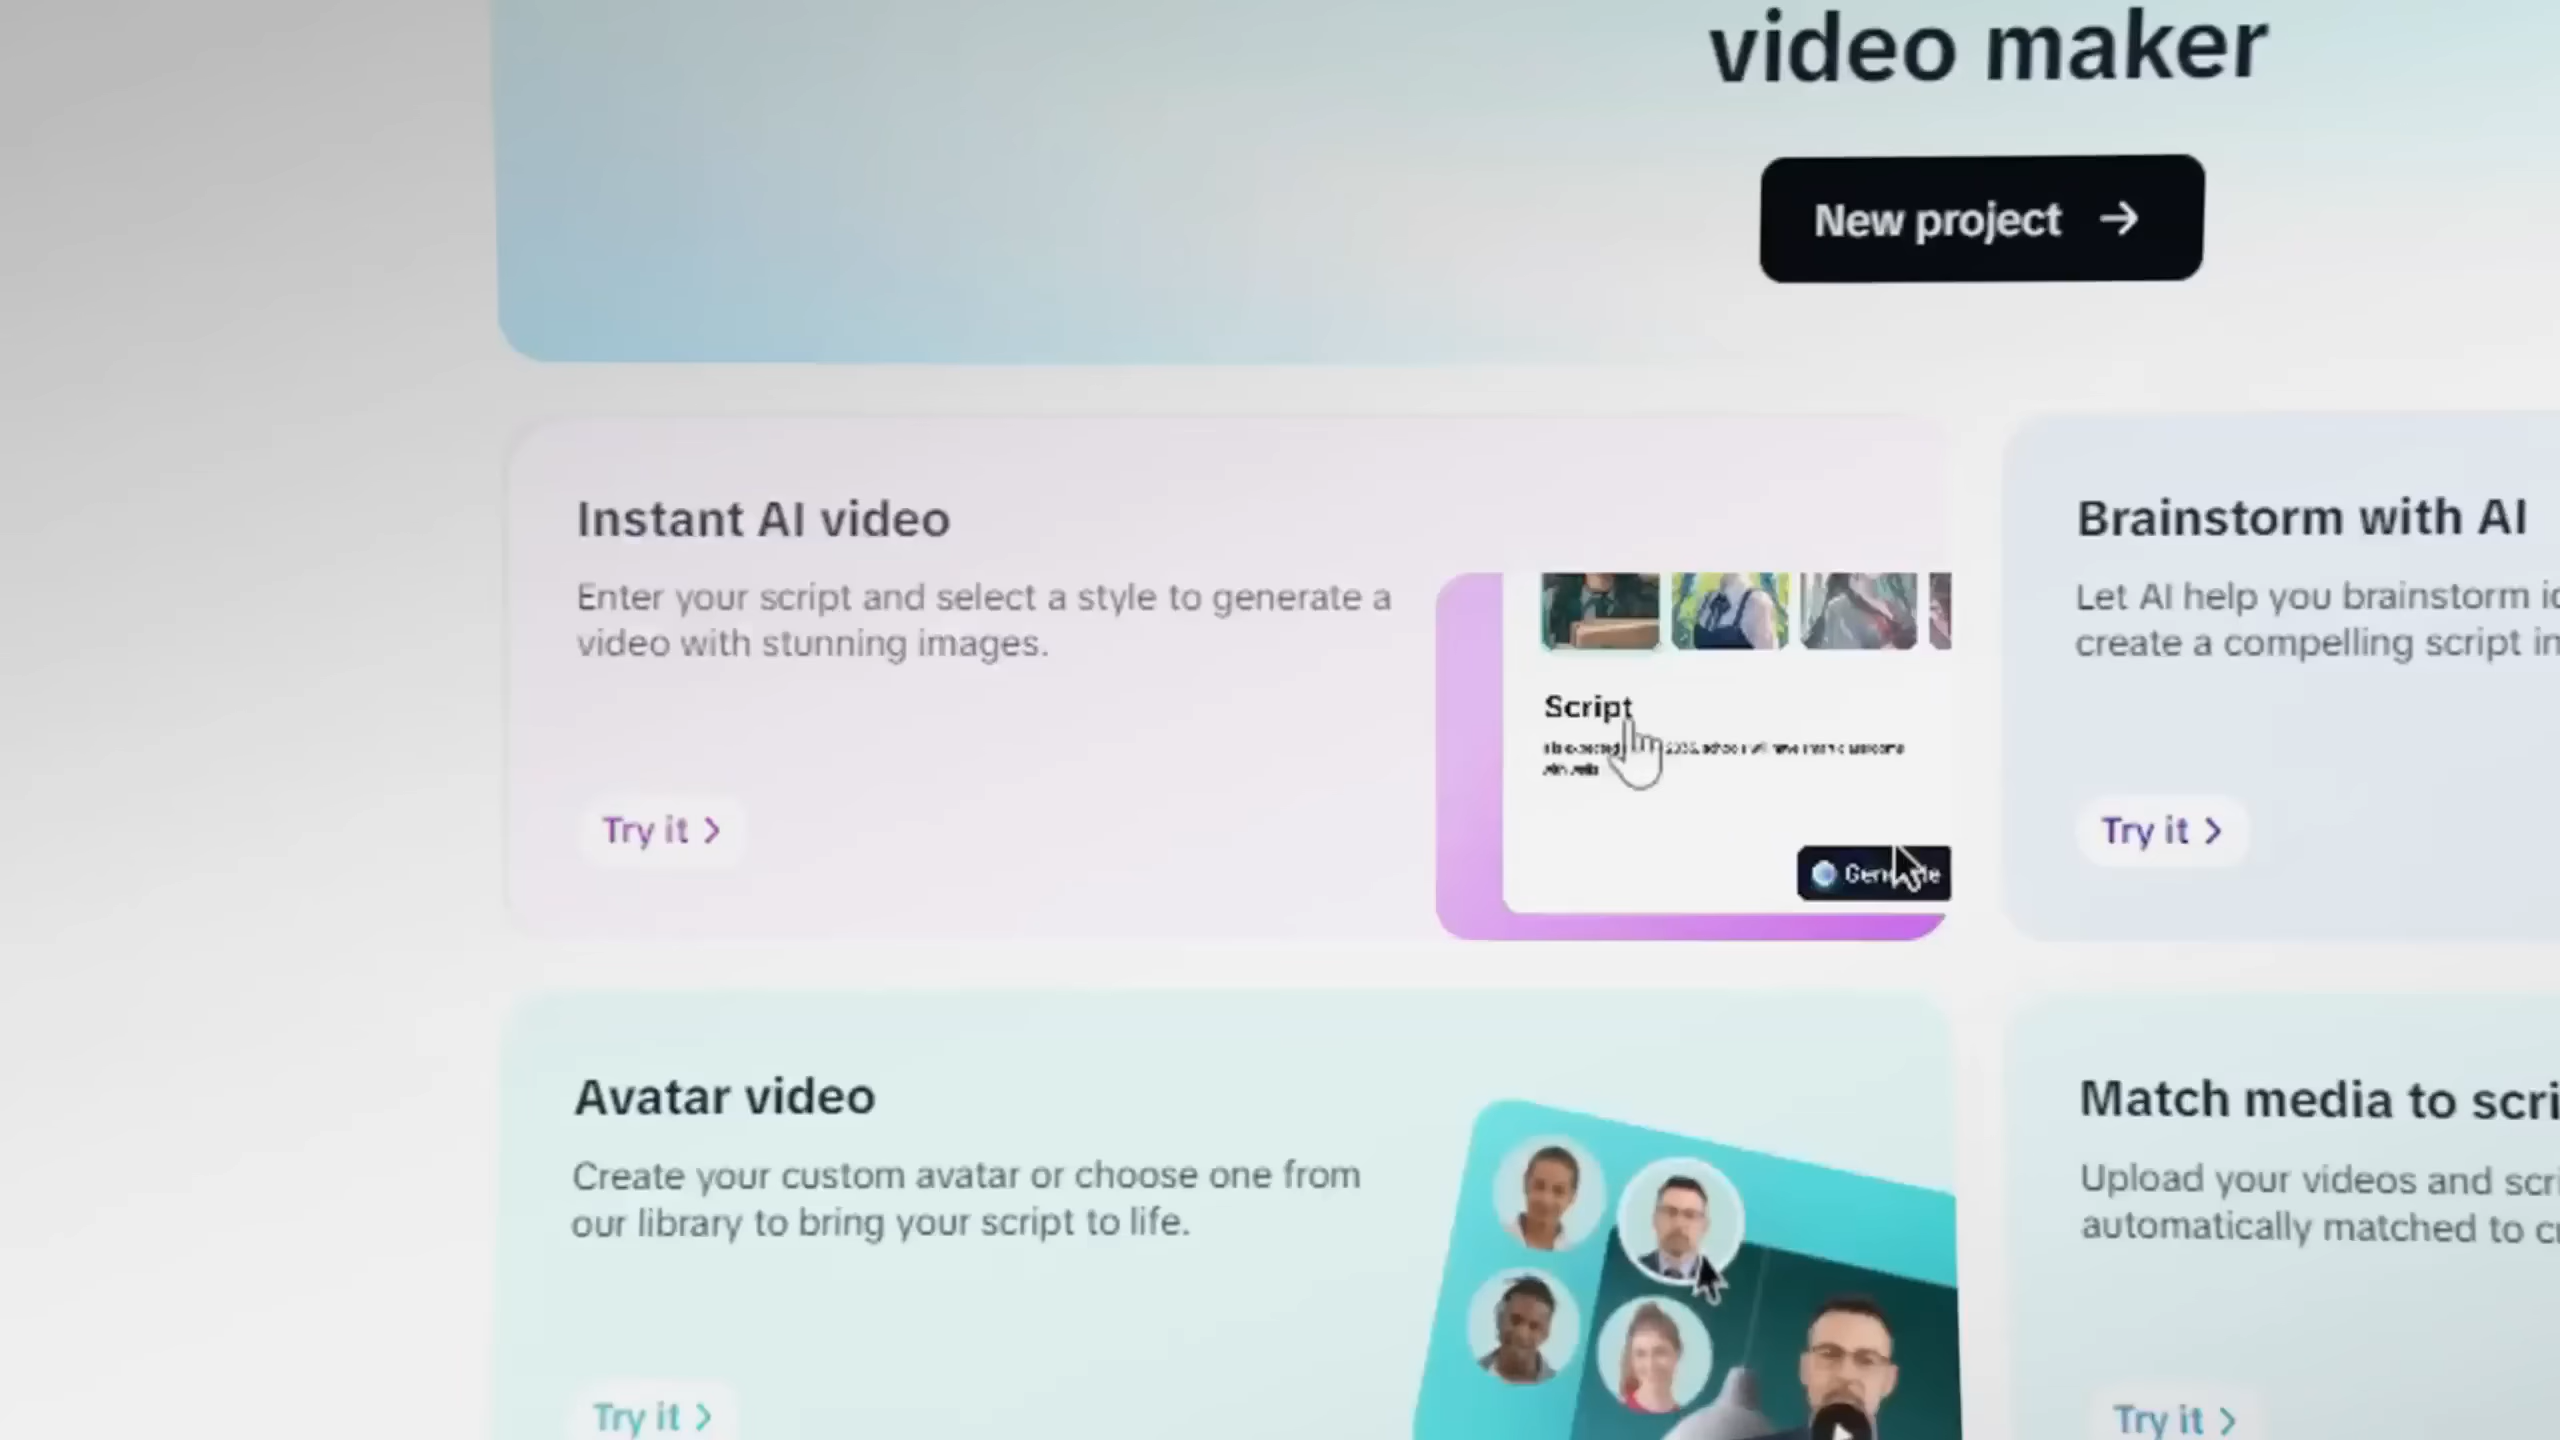 video maker
New project
Instant AI video
Enter your script and select a style to generate a
video with stunning images.
Try it
Script
Brainstorm with AI
Let AI help you brainstorm
create a compelling script
Try it
Avatar video
Create your custom avatar or choose one from
our library to bring your script to life.
Try it
Match media to
Upload your videos and
automatically matched to
Try it